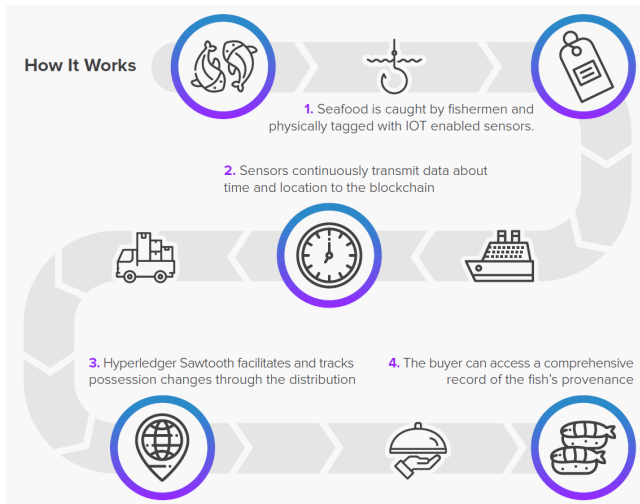 How It Works
1. Seafood is caught by fishermen and
physically tagged with IOT enabled sensors.
2. Sensors continuously transmit data about
time and location to the blockchain
3. Hyperledger Sawtooth facilitates and tracks
possession changes through the distribution
4. The buyer can access a comprehensive
record of the fish's provenance